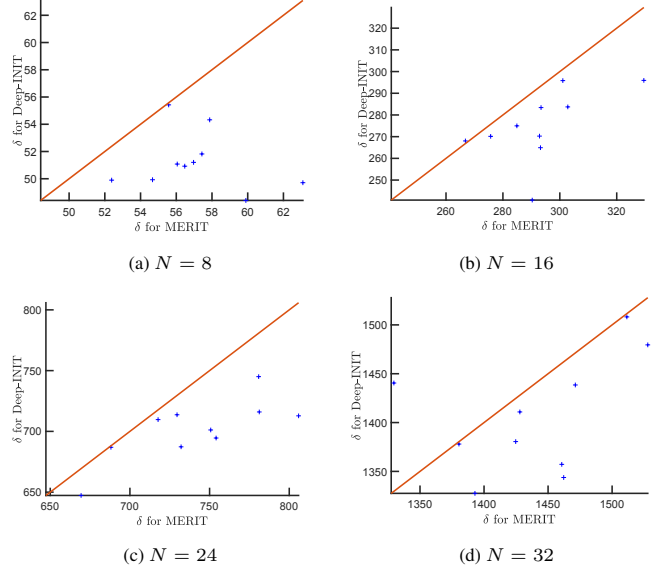 62
60
58
56
54
52
50
50 52 54 56 58 60 62
δ for Deep-INIT
δ for MERIT
(a) N = 8
320
310
300
290
280
270
260
250
260 280 300 320
δ for Deep-INIT
δ for MERIT
(b) N = 16
800
750
700
650
650 700 750 800
δ for Deep-INIT
δ for MERIT
(c) N = 24
1500
1450
1400
1350
1350 1400 1450 1500
δ for Deep-INIT
δ for MERIT
(d) N = 32